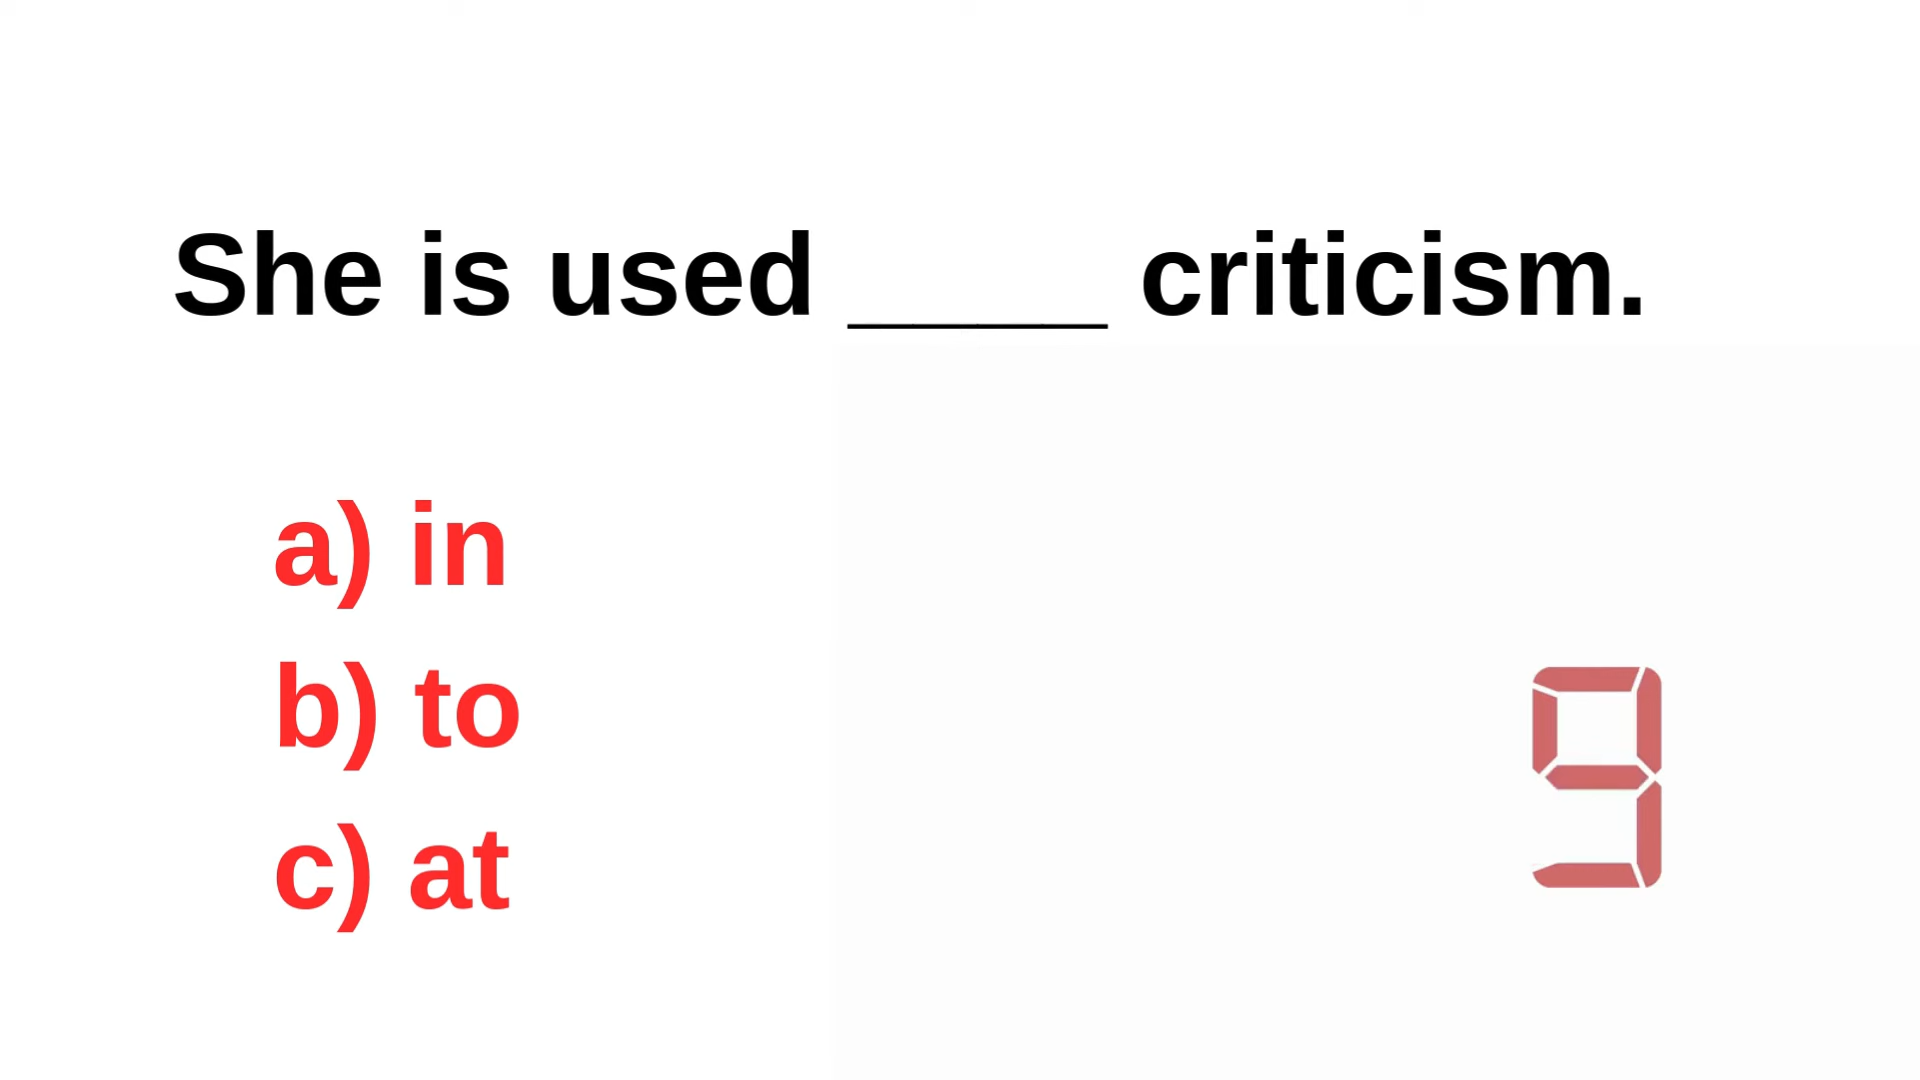 She is used _____ criticism.
a) in
b) to
c) at
9